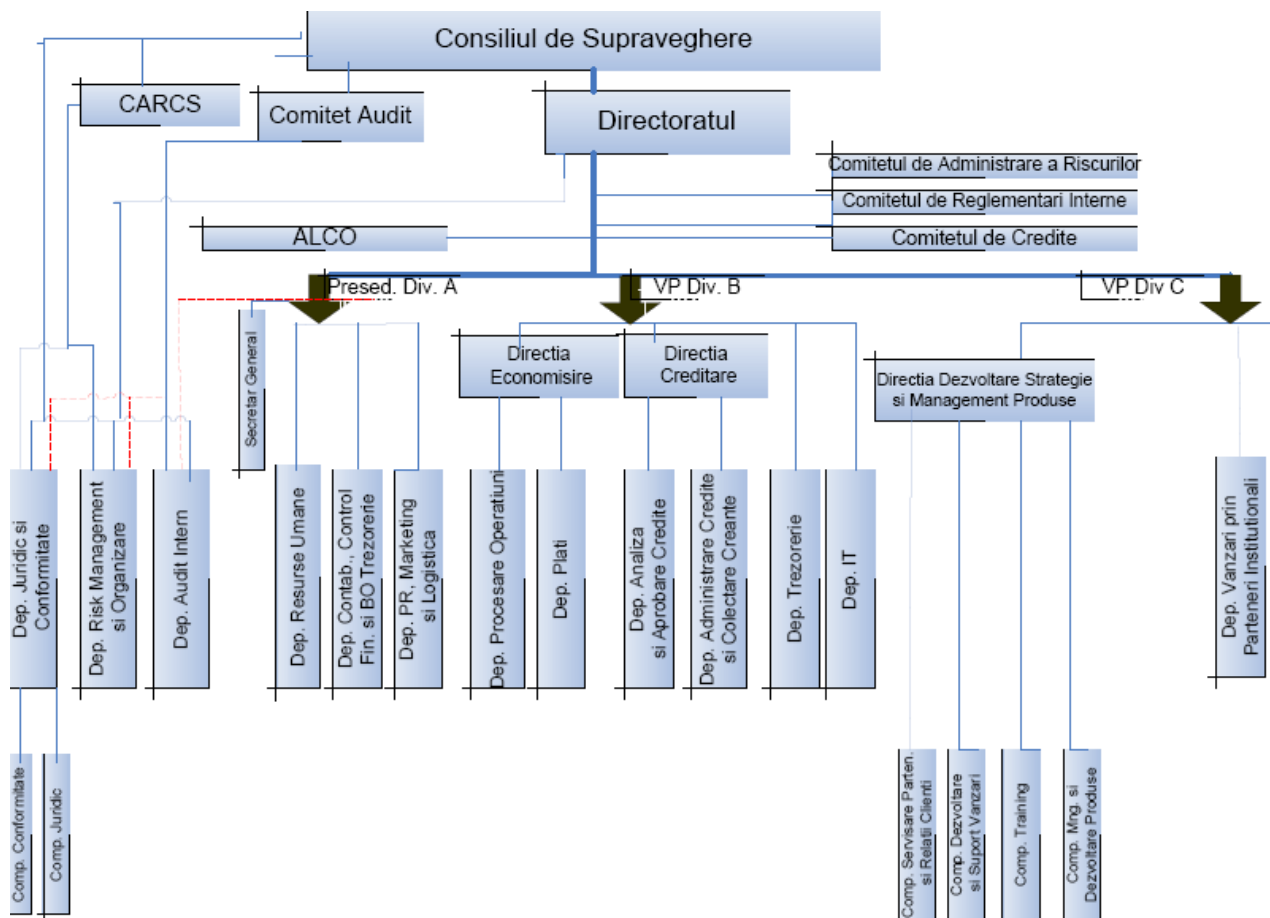 Consiliul de Supraveghere
CARCS
Comitet Audit
Directoratul
Comitetul de Administrare a Riscurilor
Comitetul de Reglementari Interne
ALCO
Comitetul de Credite
Presed. Div. A
VP Div. B
VP Div C
Secretar General
Directia
Economisire
Directia
Creditare
Directia Dezvoltare Strategie
si Management Produse
Dep. Juridic si
Conformitate
Dep. Risk Management
si Organizare
Dep. Audit Intern
Dep. Resurse Umane
Dep. Contab., Control
Fin. si BO Trezorerie
Dep. PR, Marketing
si Logistica
Dep. Procesare Operatiuni
Dep. Plati
Dep. Analiza
si Aprobare Credite
Dep. Administrare Credite
si Colectare Creante
Dep. Trezorerie
Dep. IT
Dep. Vanzari prin
Parteneri Institutionali
Comp. Conformitate
Comp. Juridic
Comp. Servisare Parten.
si Relatii Clienti
Comp. Dezvoltare
si Suport Vanzari
Comp. Training
Comp. Mng. si
Dezvoltare Produse